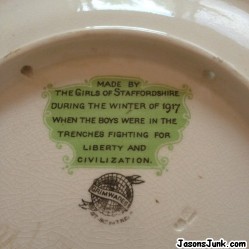 MADE BY
THE GIRLS OF STAFFORDSHIRE
DURING THE WINTER OF 1917
WHEN THE BOYS WERE IN THE
TRENCHES FIGHTING FOR
LIBERTY AND
CIVILIZATION.
JasonsJunk.com